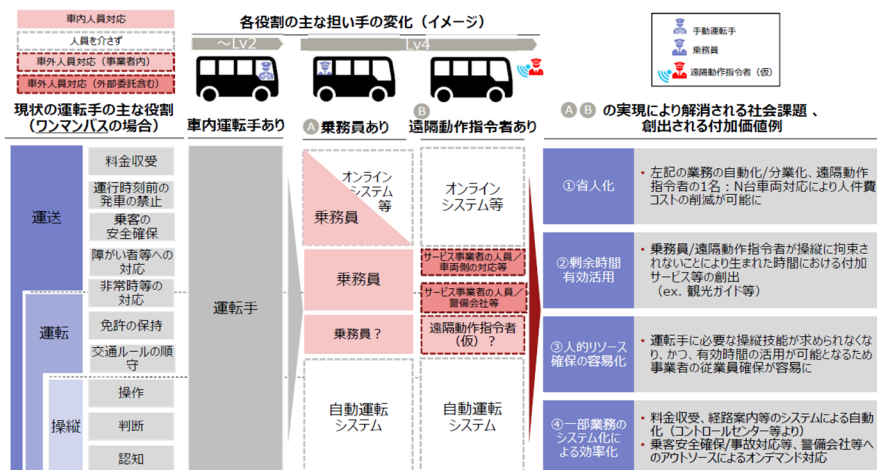 車内人員対応
人員を介さず
車外人員対応（事業者内）
車外人員対応（外部委託含む）
各役割の主な担い手の変化（イメージ）
～Lv2
Lv4
手動運転手
乗務員
遠隔動作指令者（仮）
現状の運転手の主な役割
（ワンマンバスの場合）
車内運転手あり
A 乗務員あり
B 遠隔動作指令者あり
A B の実現により解消される社会課題、
創出される付加価値例
運送
運転
操縦
料金収受
運行時刻前の
発車の禁止
乗客の
安全確保
障がい者等への
対応
非常時等の
対応
免許の保持
交通ルールの順
守
操作
判断
認知
運転手
オンライン
システム
等
乗務員
乗務員
乗務員？
自動運転
システム
オンライン
システム等
サービス事業者の人員／
車両側の対応等
サービス事業者の人員／
警備会社等
遠隔動作指令者
（仮）？
自動運転
システム
①省人化
• 左記の業務の自動化/分業化、遠隔動作
指令者の1名：N台車両対応により人件費
コストの削減が可能に
②剰余時間
有効活用
• 乗務員/遠隔動作指令者が操縦に拘束さ
れないことにより生まれた時間における付加
サービス等の創出
（ex. 観光ガイド等）
③人的リソース
確保の容易化
• 運転手に必要な操縦技能が求められなくな
り、かつ、有効時間の活用が可能となるため
事業者の従業員確保が容易に
④一部業務の
システム化に
よる効率化
• 料金収受、経路案内等のシステムによる自動
化（コントロールセンター等より）
• 乗客安全確保/事故対応等、警備会社等へ
のアウトソースによるオンデマンド対応